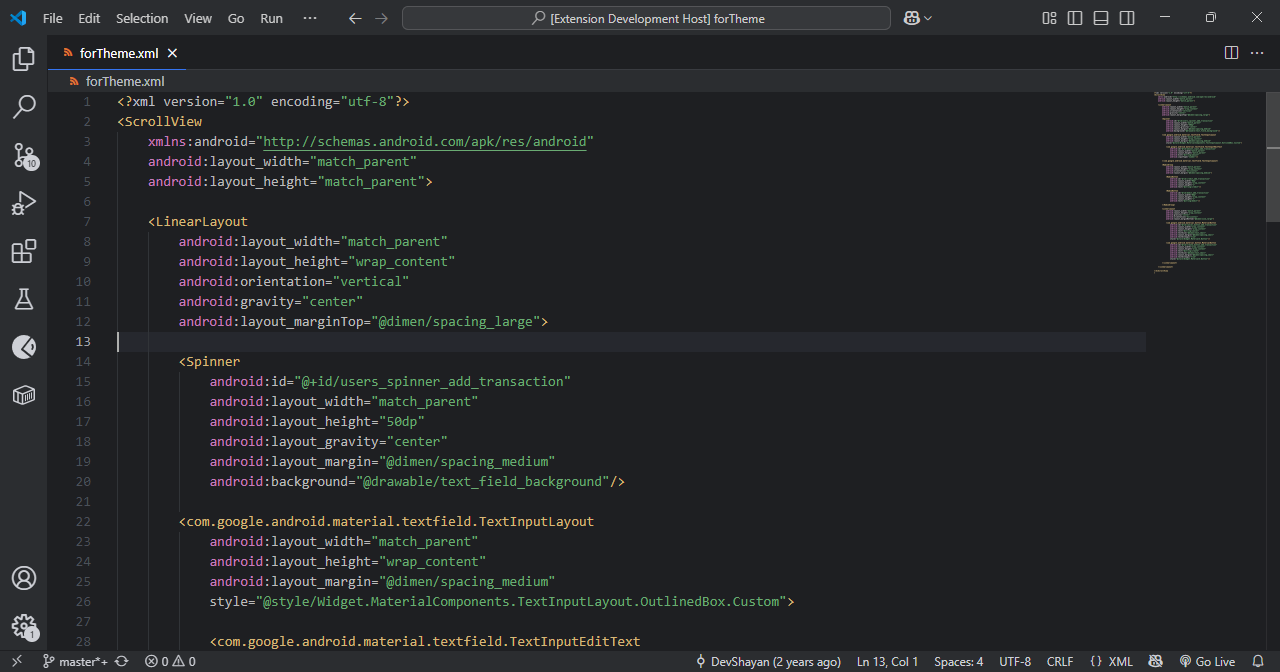 File Edit Selection View Go Run ··· [Extension Development Host] forTheme
forTheme.xml
forTheme.xml
1 <?xml version="1.0" encoding="utf-8"?>
2 <ScrollView
3 xmlns:android="http://schemas.android.com/apk/res/android"
4 android:layout_width="match_parent"
5 android:layout_height="match_parent">
6
7 <LinearLayout
8 android:layout_width="match_parent"
9 android:layout_height="wrap_content"
10 android:orientation="vertical"
11 android:gravity="center"
12 android:layout_marginTop="@dimen/spacing_large">
13
14 <Spinner
15 android:id="@+id/users_spinner_add_transaction"
16 android:layout_width="match_parent"
17 android:layout_height="50dp"
18 android:layout_gravity="center"
19 android:layout_margin="@dimen/spacing_medium"
20 android:background="@drawable/text_field_background"/>
21
22 <com.google.android.material.textfield.TextInputLayout
23 android:layout_width="match_parent"
24 android:layout_height="wrap_content"
25 android:layout_margin="@dimen/spacing_medium"
26 style="@style/Widget.MaterialComponents.TextInputLayout.OutlinedBox.Custom">
27
28 <com.google.android.material.textfield.TextInputEditText
10
1
master*+ 0 0 DevShayan (2 years ago) Ln 13, Col 1 Spaces: 4 UTF-8 CRLF {} XML Go Live